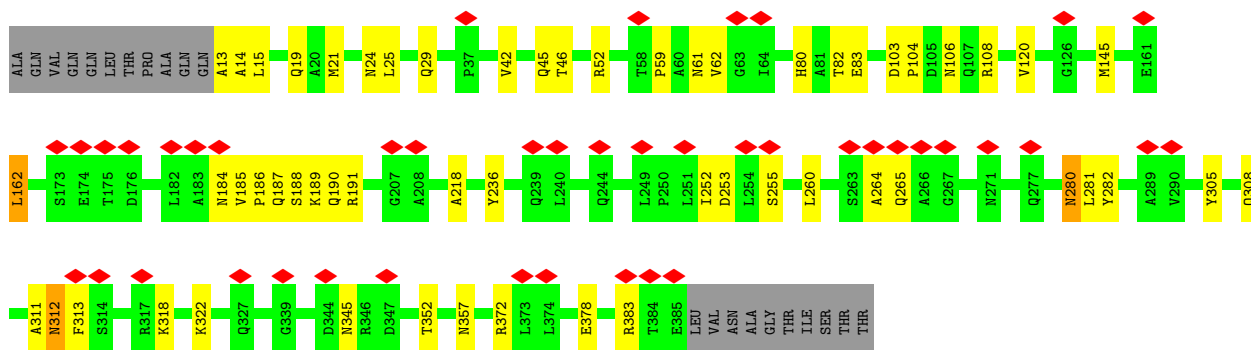 ALA GLN VAL GLN GLN LEU THR PRO ALA GLN GLN A13 A14 L15 Q19 A20 M21 N24 L25 Q29 P37 V42 Q45 T46 R52 T58 P59 A60 N61 V62 G63 I64 H80 A81 T82 E83 D103 P104 D105 N106 Q107 R108 V120 G126 M145 E161
L162 S173 E174 T175 D176 L182 A183 N184 V185 P186 Q187 S188 K189 Q190 R191 G207 A208 A218 Y236 Q239 L240 Q244 L249 P250 L251 I252 D253 L254 S255 L260 S263 A264 Q265 A266 G267 N271 Q277 N280 L281 Y282 A289 V290 Y305 Q308
A311 N312 F313 S314 R317 K318 K322 Q327 G339 D344 N345 R346 D347 T352 N357 R372 L373 L374 E378 R383 T384 E385 LEU VAL ASN ALA GLY THR ILE SER THR THR